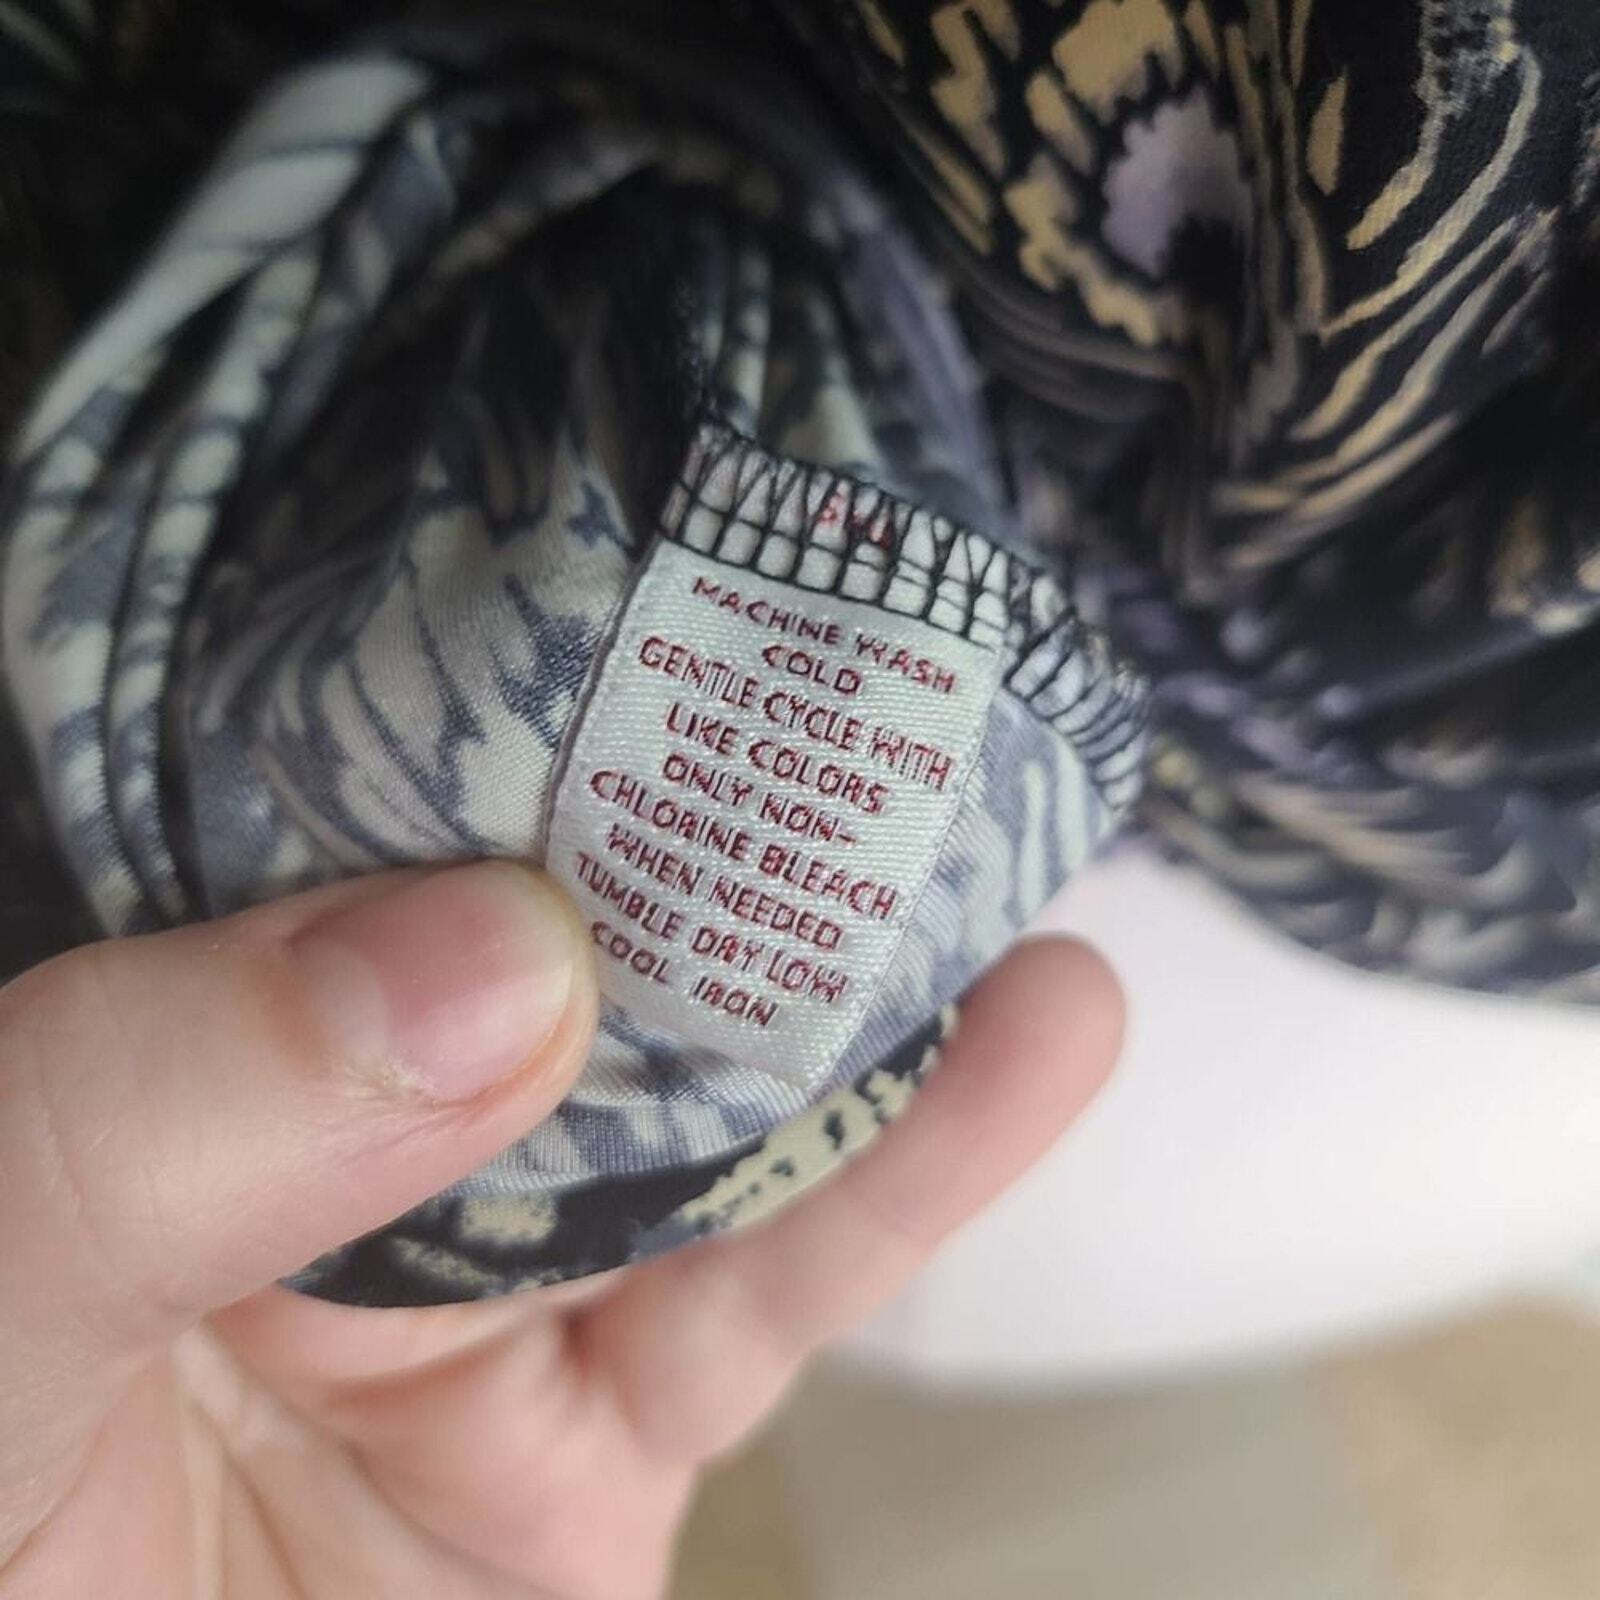 MACHINE WASH
COLD
GENTLE CYCLE WITH
LIKE COLORS
ONLY NON-
CHLORINE BLEACH
WHEN NEEDED
TUMBLE DRY LOW
COOL IRON